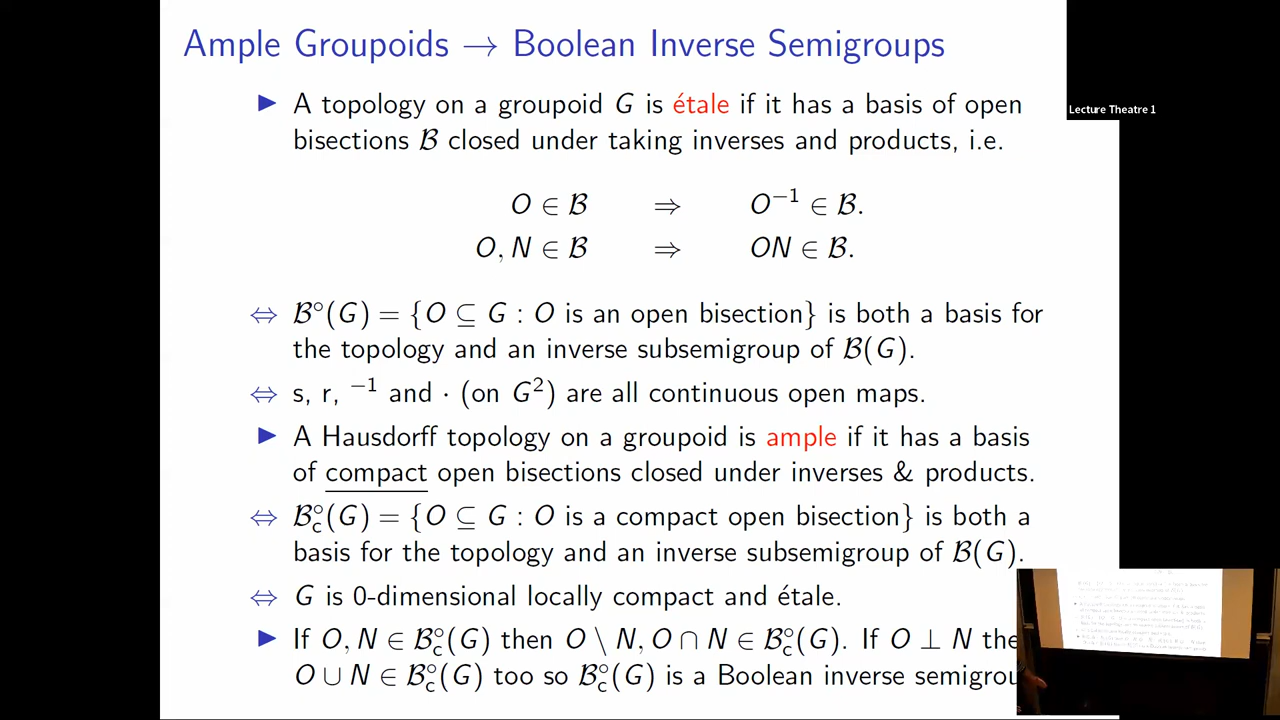 Ample Groupoids → Boolean Inverse Semigroups
▶ A topology on a groupoid G is étale if it has a basis of open
bisections ℬ closed under taking inverses and products, i.e.
O ∈ ℬ ⇒ O⁻¹ ∈ ℬ.
O, N ∈ ℬ ⇒ ON ∈ ℬ.
⇔ ℬ°(G) = {O ⊆ G : O is an open bisection} is both a basis for
the topology and an inverse subsemigroup of ℬ(G).
⇔ s, r, ⁻¹ and · (on G²) are all continuous open maps.
▶ A Hausdorff topology on a groupoid is ample if it has a basis
of compact open bisections closed under inverses & products.
⇔ ℬ°c(G) = {O ⊆ G : O is a compact open bisection} is both a
basis for the topology and an inverse subsemigroup of ℬ(G).
⇔ G is 0-dimensional locally compact and étale.
▶ If O, N ∈ ℬ°c(G) then O \ N, O ∩ N ∈ ℬ°c(G). If O ⊥ N the
O ∪ N ∈ ℬ°c(G) too so ℬ°c(G) is a Boolean inverse semigrou
Lecture Theatre 1